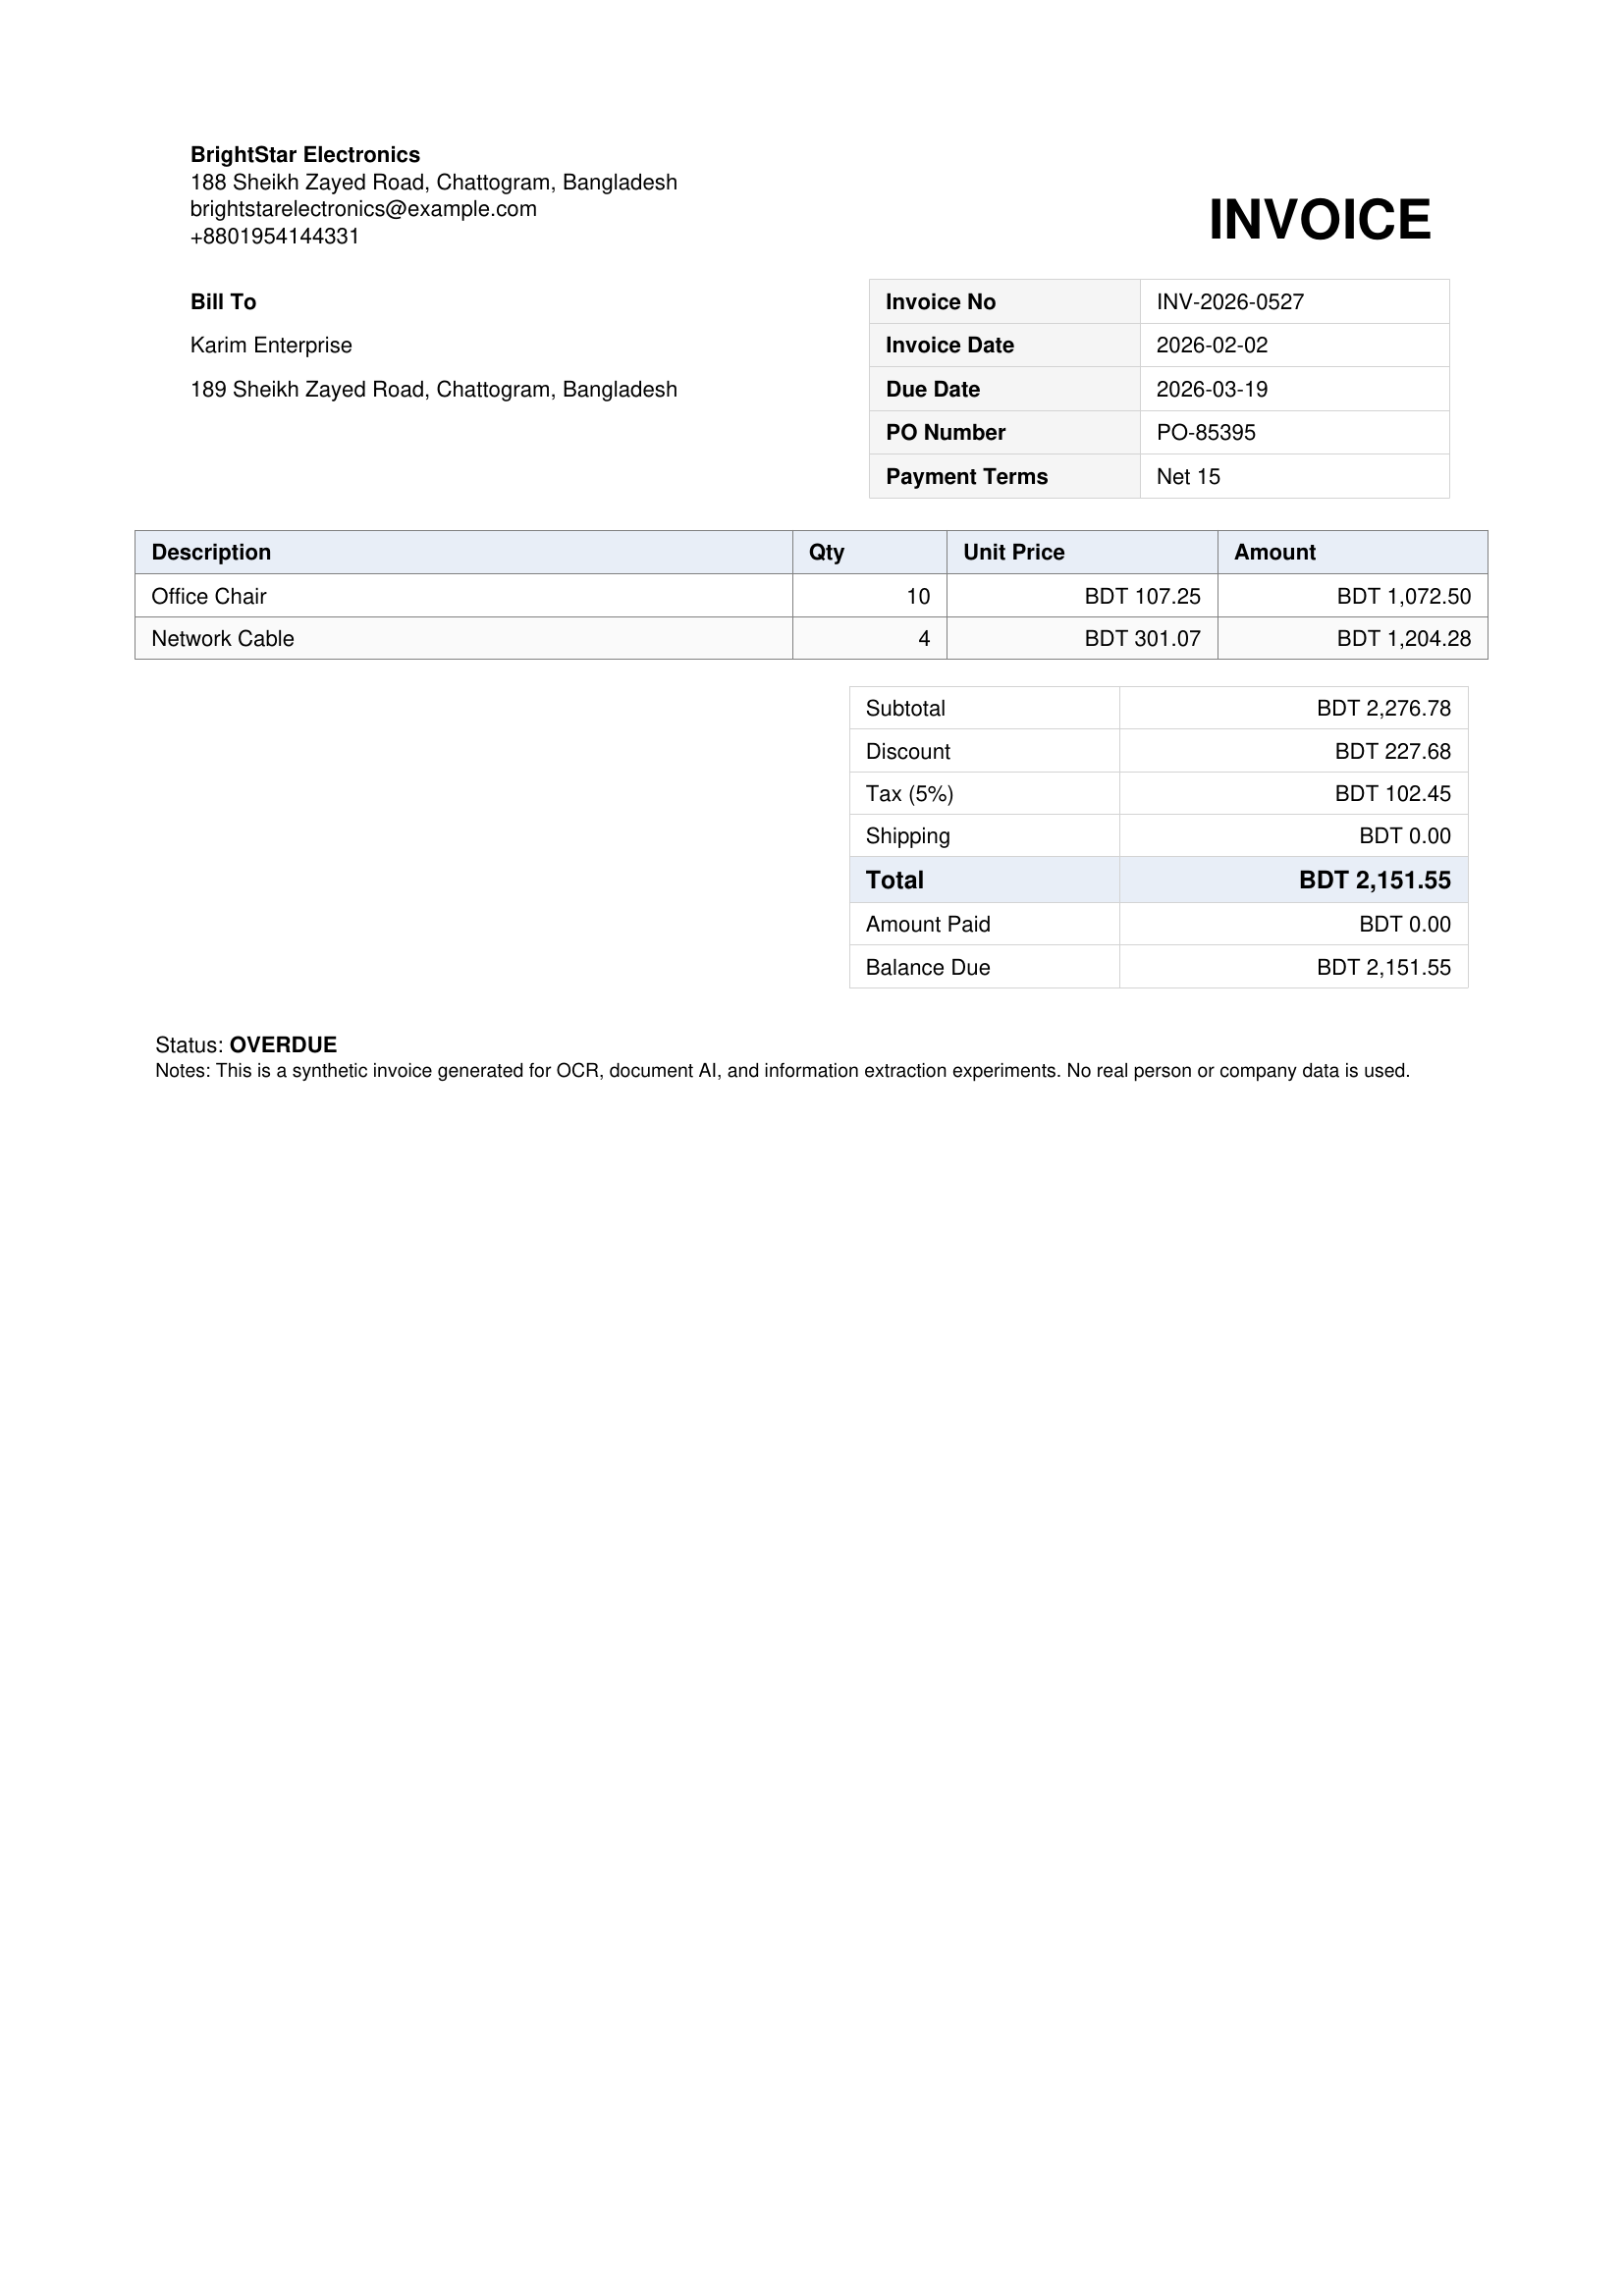 BrightStar Electronics
188 Sheikh Zayed Road, Chattogram, Bangladesh
brightstarelectronics@example.com
+8801954144331
INVOICE
Bill To
Karim Enterprise
189 Sheikh Zayed Road, Chattogram, Bangladesh
Invoice No INV-2026-0527
Invoice Date 2026-02-02
Due Date 2026-03-19
PO Number PO-85395
Payment Terms Net 15
Description Qty Unit Price Amount
Office Chair 10 BDT 107.25 BDT 1,072.50
Network Cable 4 BDT 301.07 BDT 1,204.28
Subtotal BDT 2,276.78
Discount BDT 227.68
Tax (5%) BDT 102.45
Shipping BDT 0.00
Total BDT 2,151.55
Amount Paid BDT 0.00
Balance Due BDT 2,151.55
Status: OVERDUE
Notes: This is a synthetic invoice generated for OCR, document AI, and information extraction experiments. No real person or company data is used.